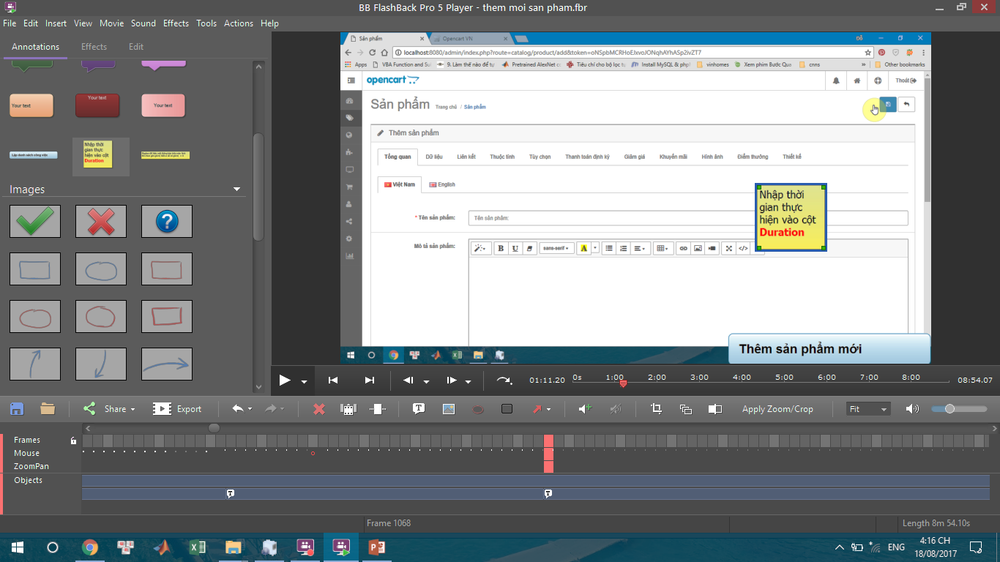 BB FlashBack Pro 5 Player - them moi san pham.fbr
File Edit Insert View Movie Sound Effects Tools Actions Help
Annotations Effects Edit
Your text Your text Your text
Lập danh sách công việc
Nhập thời
gian thực
hiện vào cột
Duration
Images
Sản phẩm Opencart VN
localhost:8080/admin/index.php?route=catalog/product/add&token=
Apps VBA Function and Su 9. Làm thế nào để tự Pretrained AlexNet co Tiêu chí cho bộ lọc tự Install MySQL & php vinhomes Xem phim Bước Qua cnns » Other bookmarks
opencart Thoát
Sản phẩm Trang chủ / Sản phẩm
Thêm sản phẩm
Tổng quan Dữ liệu Liên kết Thuộc tính Tùy chọn Thanh toán định kỳ Giảm giá Khuyến mãi Hình ảnh Điểm thưởng Thiết kế
Việt Nam English
* Tên sản phẩm: Tên sản phẩm:
Mô tả sản phẩm:
B U sans-serif A </>
Nhập thời
gian thực
hiện vào cột
Duration
Thêm sản phẩm mới
01:11.20 0s 1:00 2:00 3:00 4:00 5:00 6:00 7:00 8:00 08:54.07
Share Export T Apply Zoom/Crop Fit
Frames
Mouse
ZoomPan
Objects
T T
Frame 1068 Length 8m 54.10s
ENG 4:16 CH
18/08/2017